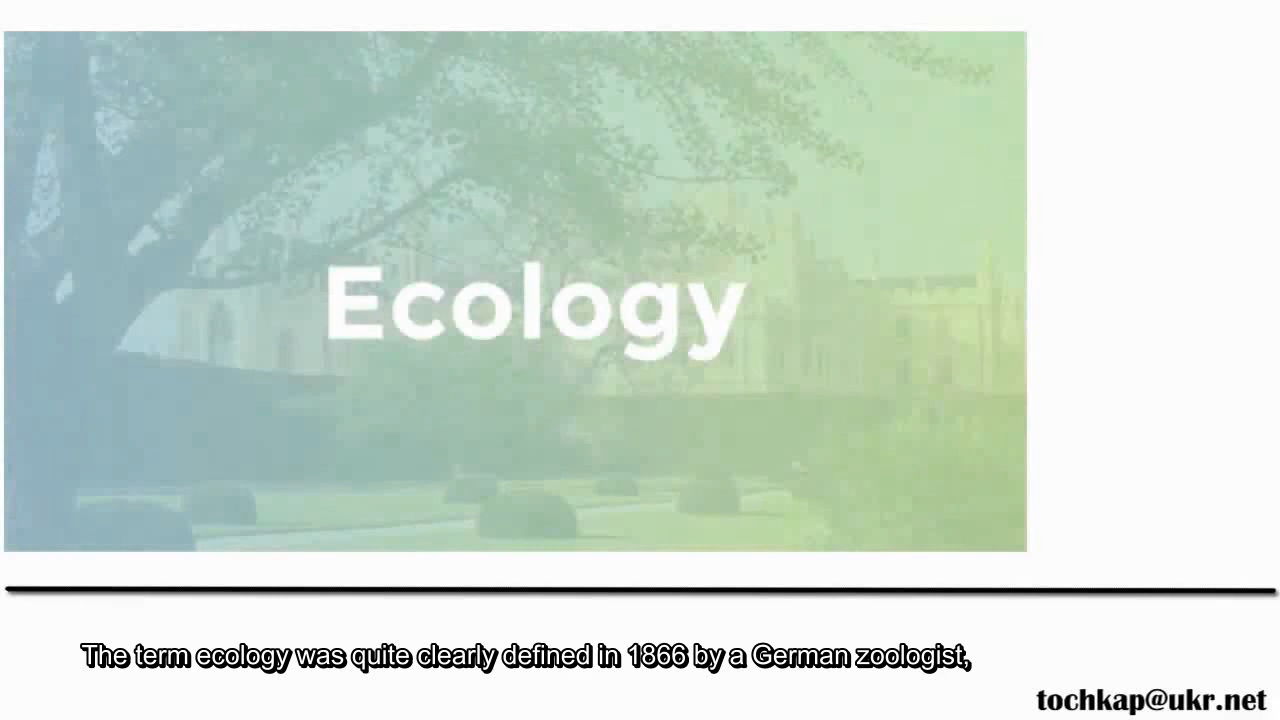 Ecology
The term ecology was quite clearly defined in 1866 by a German zoologist,
tochkap@ukr.net